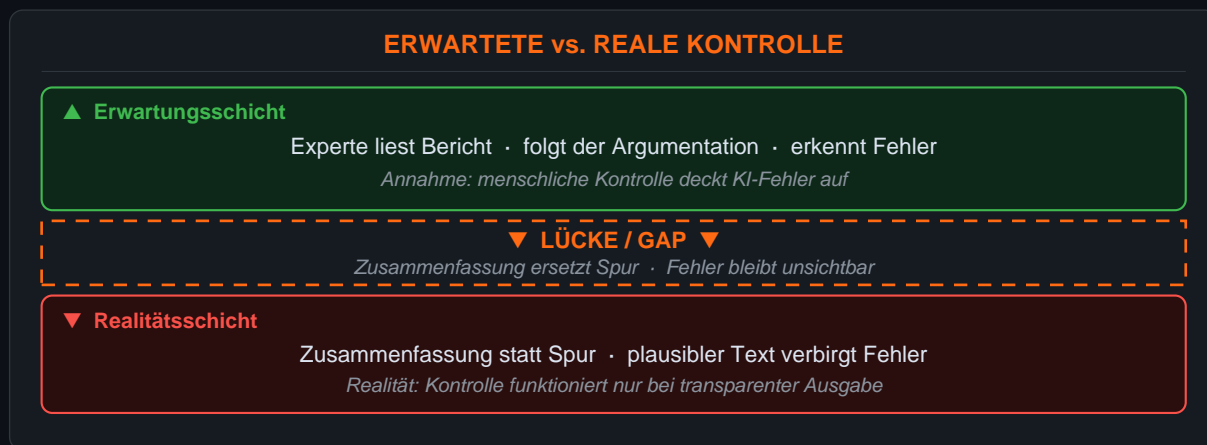 ERWARTETE vs. REALE KONTROLLE
▲ Erwartungsschicht
Experte liest Bericht · folgt der Argumentation · erkennt Fehler
Annahme: menschliche Kontrolle deckt KI-Fehler auf
▼ LÜCKE / GAP ▼
Zusammenfassung ersetzt Spur · Fehler bleibt unsichtbar
▼ Realitätsschicht
Zusammenfassung statt Spur · plausibler Text verbirgt Fehler
Realität: Kontrolle funktioniert nur bei transparenter Ausgabe